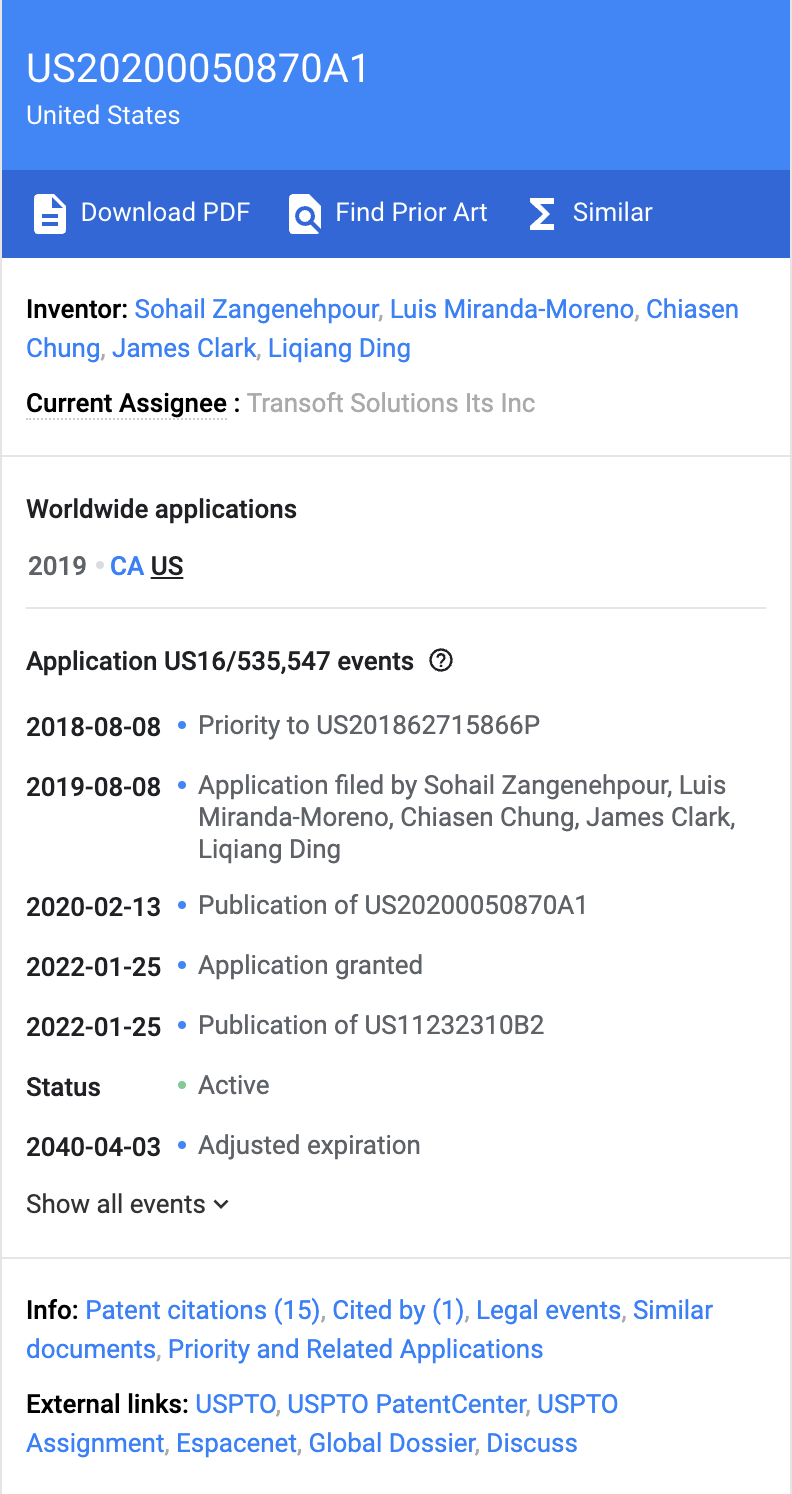 US20200050870A1
United States
Download PDF Find Prior Art Similar
Inventor: Sohail Zangenehpour, Luis Miranda-Moreno, Chiasen
Chung, James Clark, Liqiang Ding
Current Assignee : Transoft Solutions Its Inc
Worldwide applications
2019 • CA US
Application US16/535,547 events
2018-08-08 • Priority to US201862715866P
2019-08-08 • Application filed by Sohail Zangenehpour, Luis
Miranda-Moreno, Chiasen Chung, James Clark,
Liqiang Ding
2020-02-13 • Publication of US20200050870A1
2022-01-25 • Application granted
2022-01-25 • Publication of US11232310B2
Status • Active
2040-04-03 • Adjusted expiration
Show all events
Info: Patent citations (15), Cited by (1), Legal events, Similar
documents, Priority and Related Applications
External links: USPTO, USPTO PatentCenter, USPTO
Assignment, Espacenet, Global Dossier, Discuss